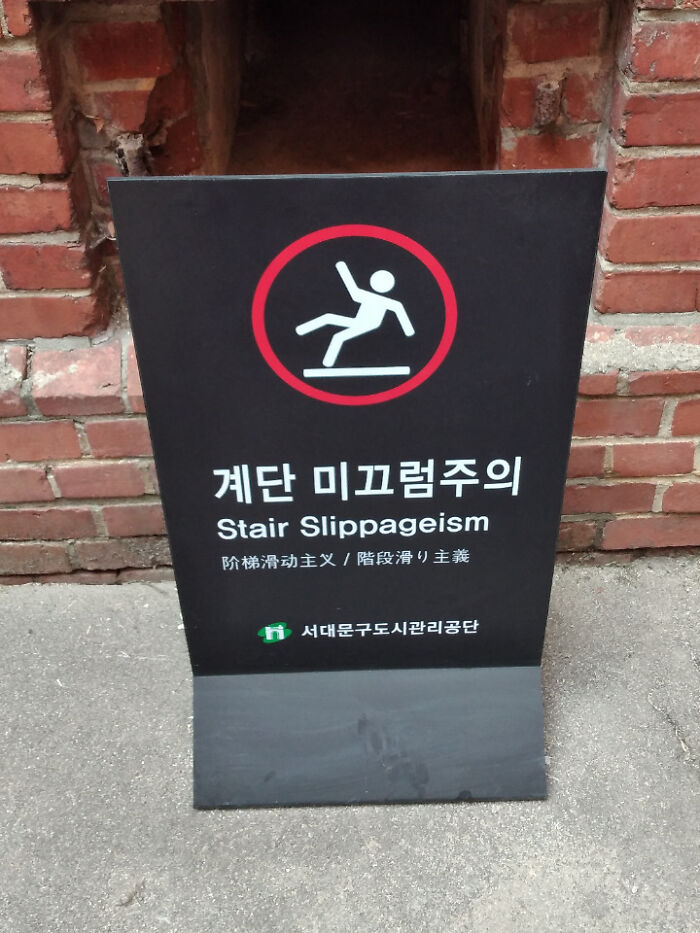 계단 미끄럼주의
Stair Slippageism
阶梯滑动主义 / 階段滑り主義
서대문구도시관리공단